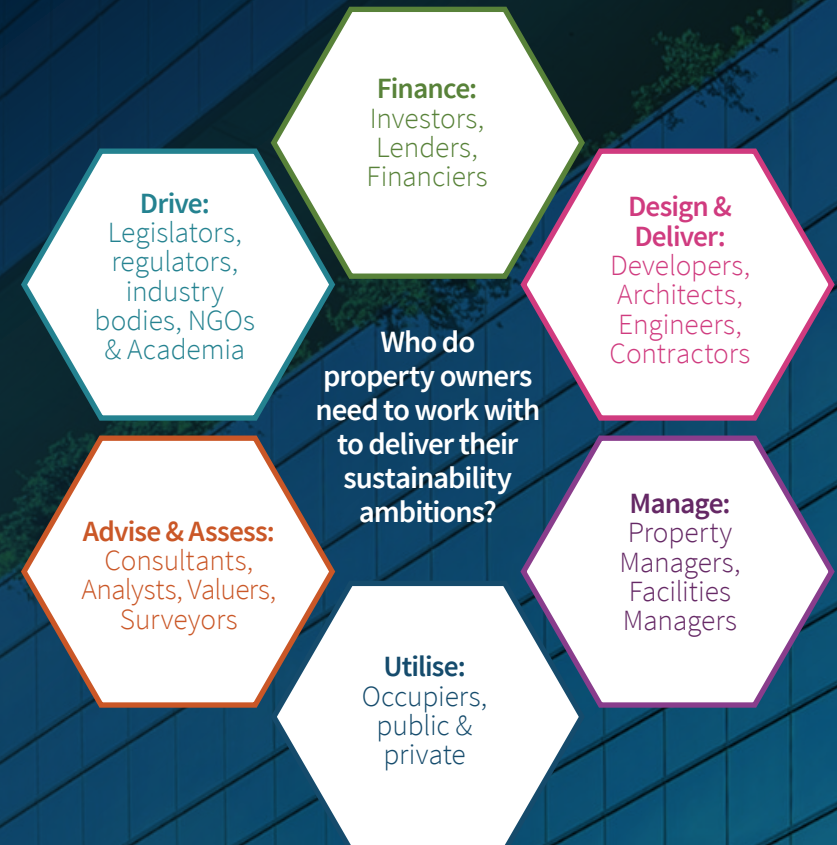 Finance:
Investors,
Lenders,
Financiers
Design &
Deliver:
Developers,
Architects,
Engineers,
Contractors
Manage:
Property
Managers,
Facilities
Managers
Utilise:
Occupiers,
public &
private
Advise & Assess:
Consultants,
Analysts, Valuers,
Surveyors
Drive:
Legislators,
regulators,
industry
bodies, NGOs
& Academia
Who do
property owners
need to work with
to deliver their
sustainability
ambitions?